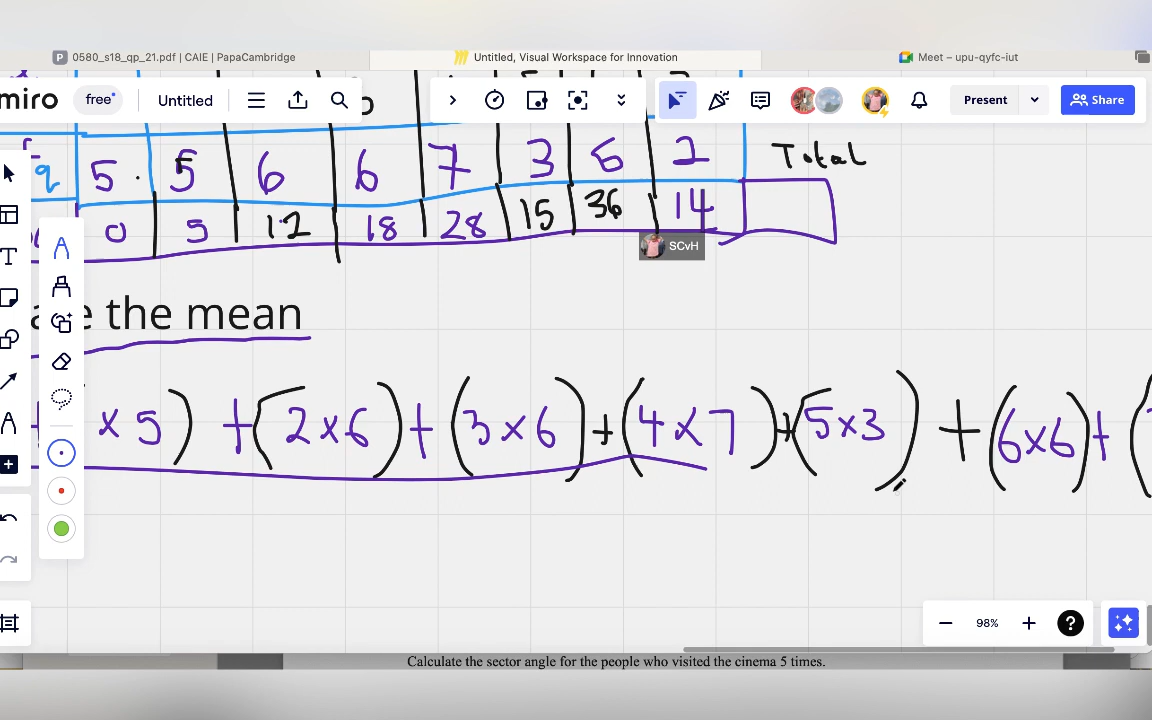 0580_s18_qp_21.pdf | CAIE | PapaCambridge
Untitled, Visual Workspace for Innovation
Meet – upu-qyfc-iut
miro
free
Untitled
Present
Share
q 5 . 5 6 6 7 3 6 2 Total
0 5 12 18 28 15 36 14
SCvH
e the mean
× 5) + (2 × 6) + (3 × 6) + (4 × 7) + (5 × 3) + (6 × 6) + (
98%
Calculate the sector angle for the people who visited the cinema 5 times.